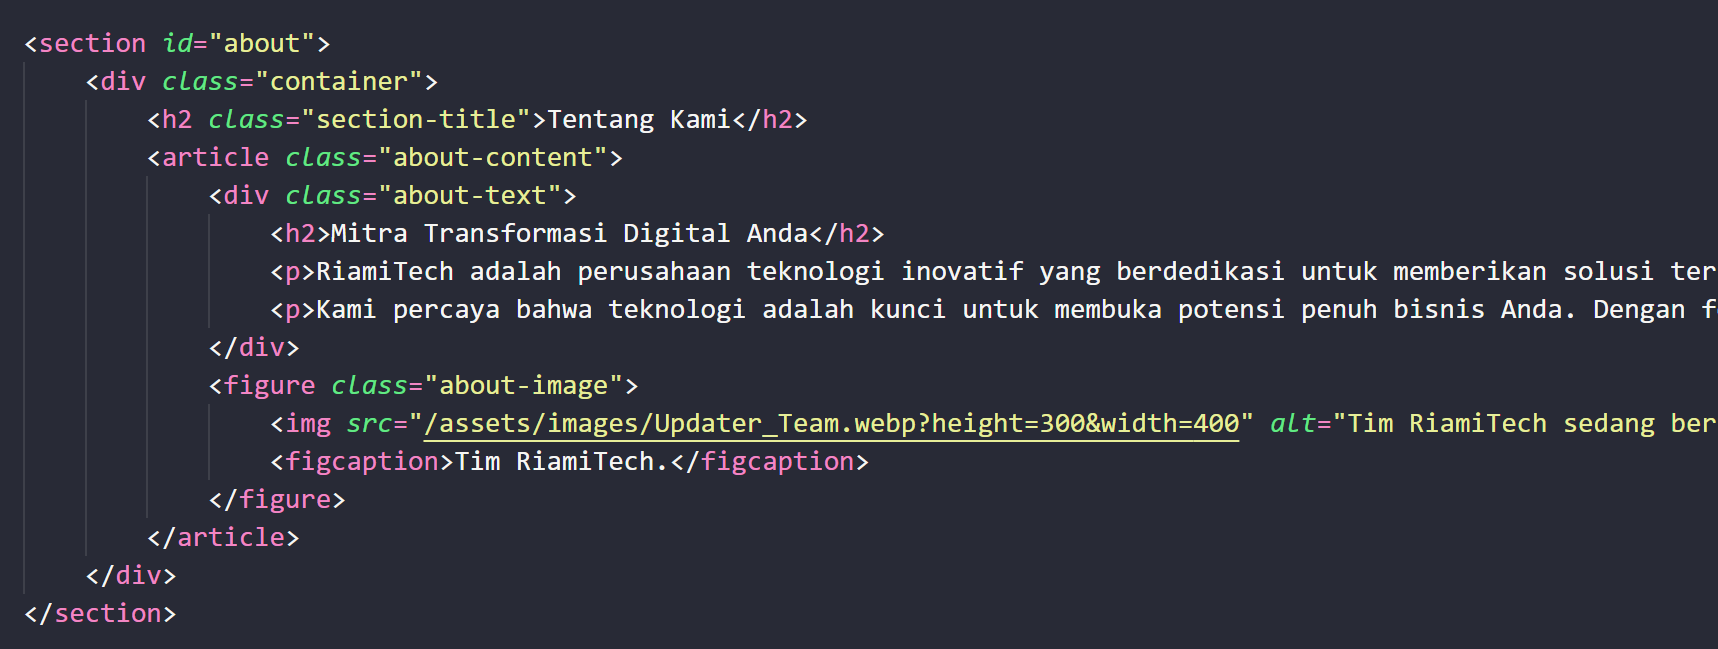 <section id="about">
<div class="container">
<h2 class="section-title">Tentang Kami</h2>
<article class="about-content">
<div class="about-text">
<h2>Mitra Transformasi Digital Anda</h2>
<p>RiamiTech adalah perusahaan teknologi inovatif yang berdedikasi untuk memberikan solusi ter
<p>Kami percaya bahwa teknologi adalah kunci untuk membuka potensi penuh bisnis Anda. Dengan f
</div>
<figure class="about-image">
<img src="/assets/images/Updater_Team.webp?height=300&width=400" alt="Tim RiamiTech sedang ber
<figcaption>Tim RiamiTech.</figcaption>
</figure>
</article>
</div>
</section>